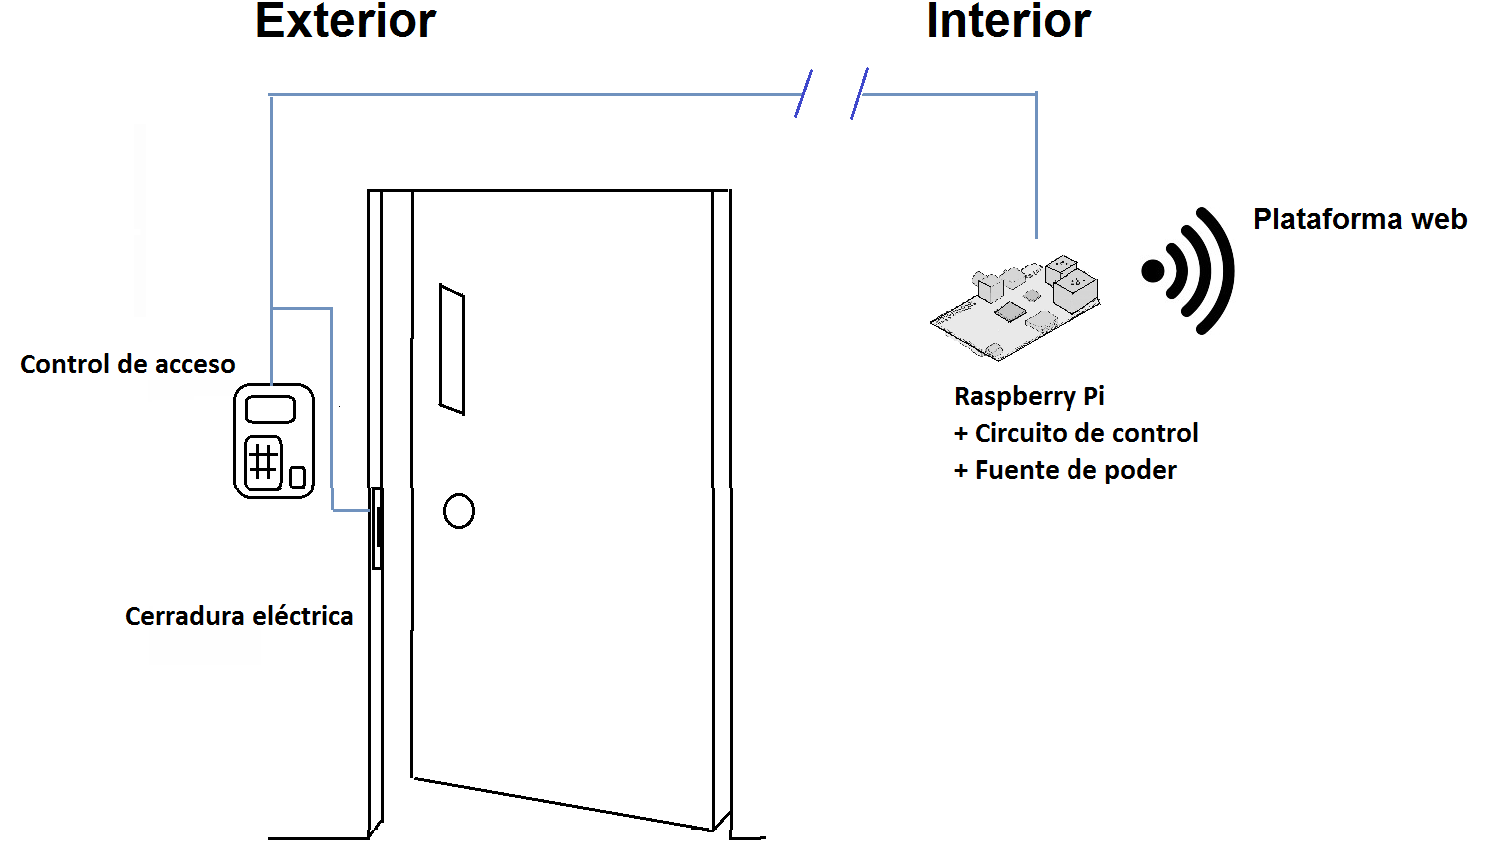 Exterior
Interior
Plataforma web
Control de acceso
Raspberry Pi
+ Circuito de control
+ Fuente de poder
Cerradura eléctrica